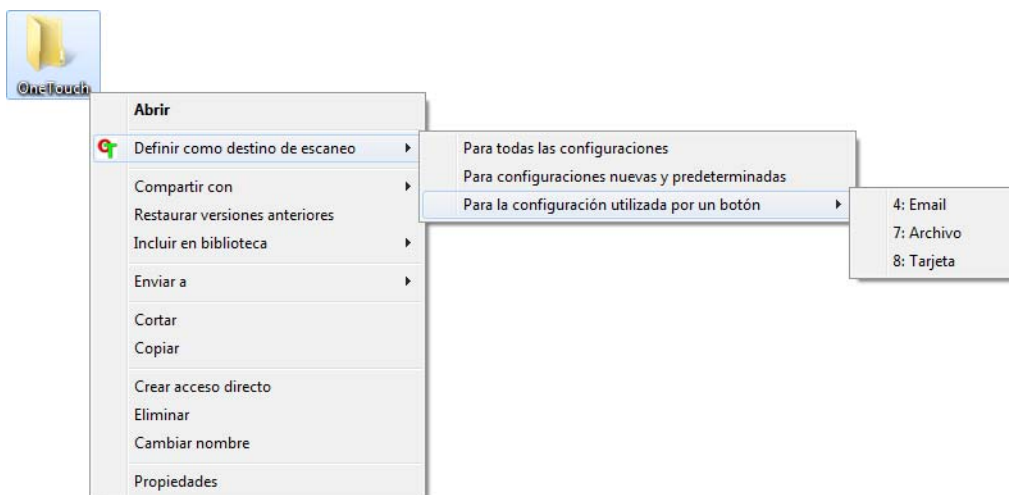 OneTouch
Abrir
Definir como destino de escaneo
Compartir con
Restaurar versiones anteriores
Incluir en biblioteca
Enviar a
Cortar
Copiar
Crear acceso directo
Eliminar
Cambiar nombre
Propiedades
Para todas las configuraciones
Para configuraciones nuevas y predeterminadas
Para la configuración utilizada por un botón
4: Email
7: Archivo
8: Tarjeta